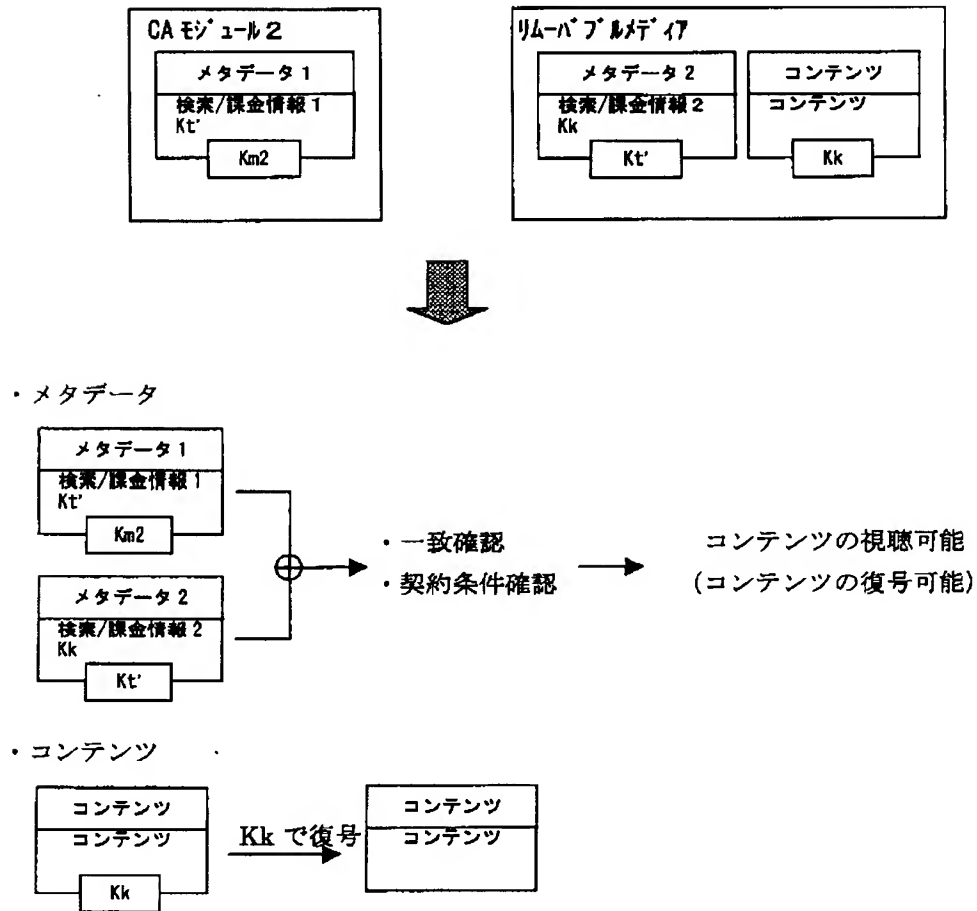 CAモジュール2
メタデータ1
検索/課金情報1
Kt'
Km2
リムーバブルメディア
メタデータ2
検索/課金情報2
Kk
Kt'
コンテンツ
コンテンツ
Kk
・メタデータ
メタデータ1
検索/課金情報1
Kt'
Km2
メタデータ2
検索/課金情報2
Kk
Kt'
・一致確認
・契約条件確認
コンテンツの視聴可能
(コンテンツの復号可能)
・コンテンツ
コンテンツ
コンテンツ
Kk
Kkで復号
コンテンツ
コンテンツ